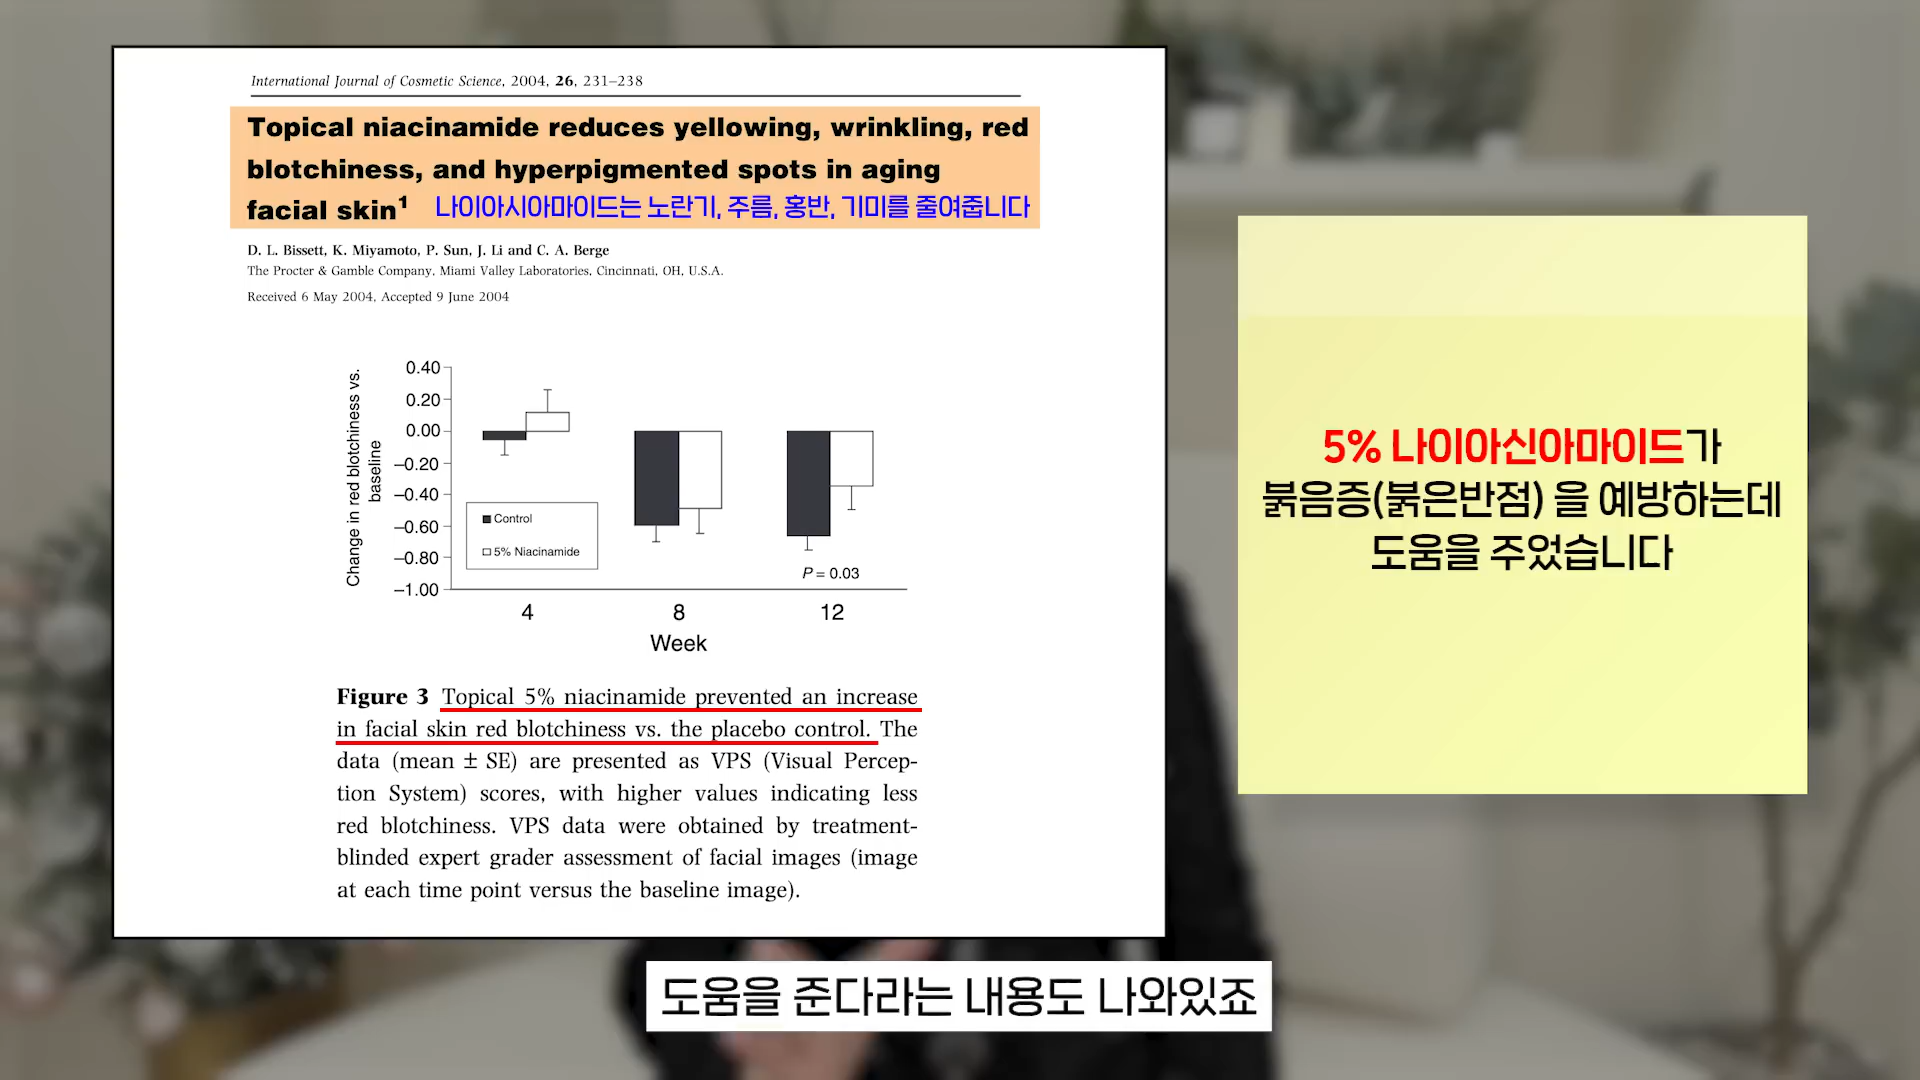 International Journal of Cosmetic Science, 2004, 26, 231–238
Topical niacinamide reduces yellowing, wrinkling, red
blotchiness, and hyperpigmented spots in aging
facial skin¹ 나이아시아마이드는 노란기, 주름, 홍반, 기미를 줄여줍니다
D. L. Bissett, K. Miyamoto, P. Sun, J. Li and C. A. Berge
The Procter & Gamble Company, Miami Valley Laboratories, Cincinnati, OH, U.S.A.
Received 6 May 2004, Accepted 9 June 2004
Change in red blotchiness vs.
baseline
0.40
0.20
0.00
–0.20
–0.40
–0.60
–0.80
–1.00
Control
5% Niacinamide
P = 0.03
4 8 12
Week
Figure 3 Topical 5% niacinamide prevented an increase
in facial skin red blotchiness vs. the placebo control. The
data (mean ± SE) are presented as VPS (Visual Percep-
tion System) scores, with higher values indicating less
red blotchiness. VPS data were obtained by treatment-
blinded expert grader assessment of facial images (image
at each time point versus the baseline image).
5% 나이아신아마이드가
붉음증(붉은반점) 을 예방하는데
도움을 주었습니다
도움을 준다라는 내용도 나와있죠